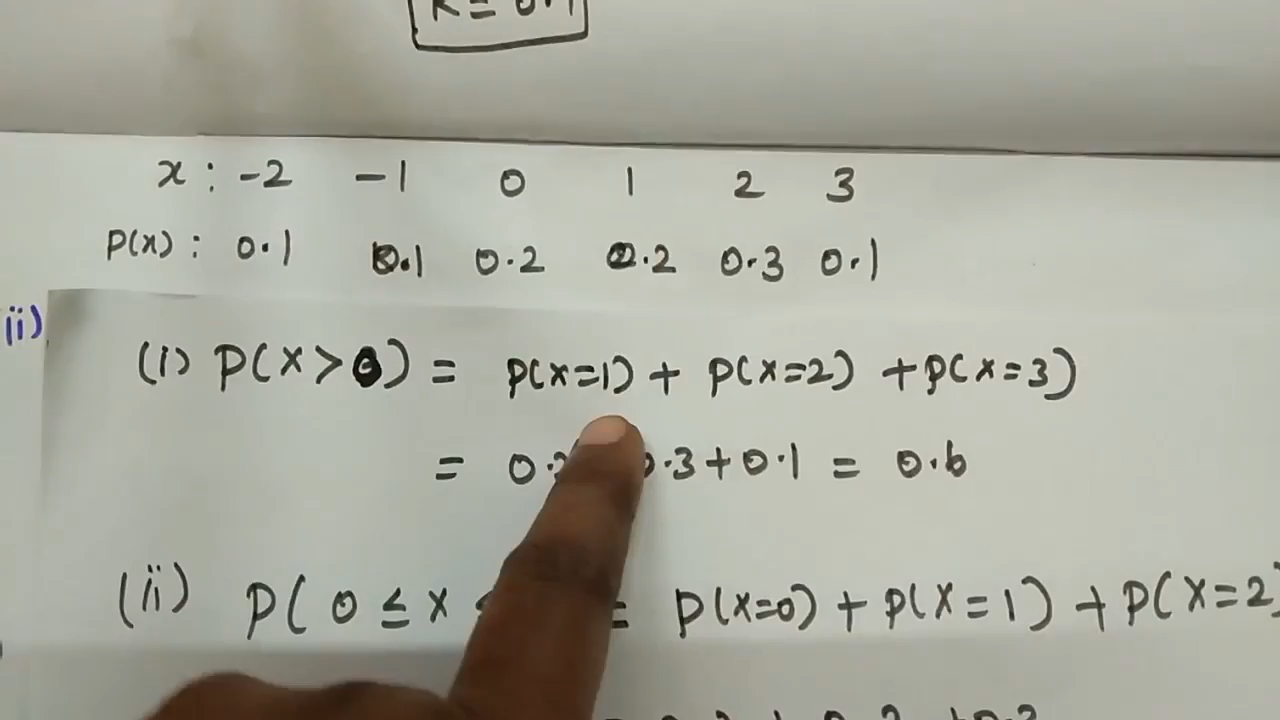 x : -2 -1 0 1 2 3
P(x) : 0.1 0.1 0.2 0.2 0.3 0.1
ii)
(i) P(X>0) = P(X=1) + P(X=2) + P(X=3)
= 0. .3+0.1 = 0.6
(ii) P( 0 ≤ X = P(X=0) + P(X=1) + P(X=2)